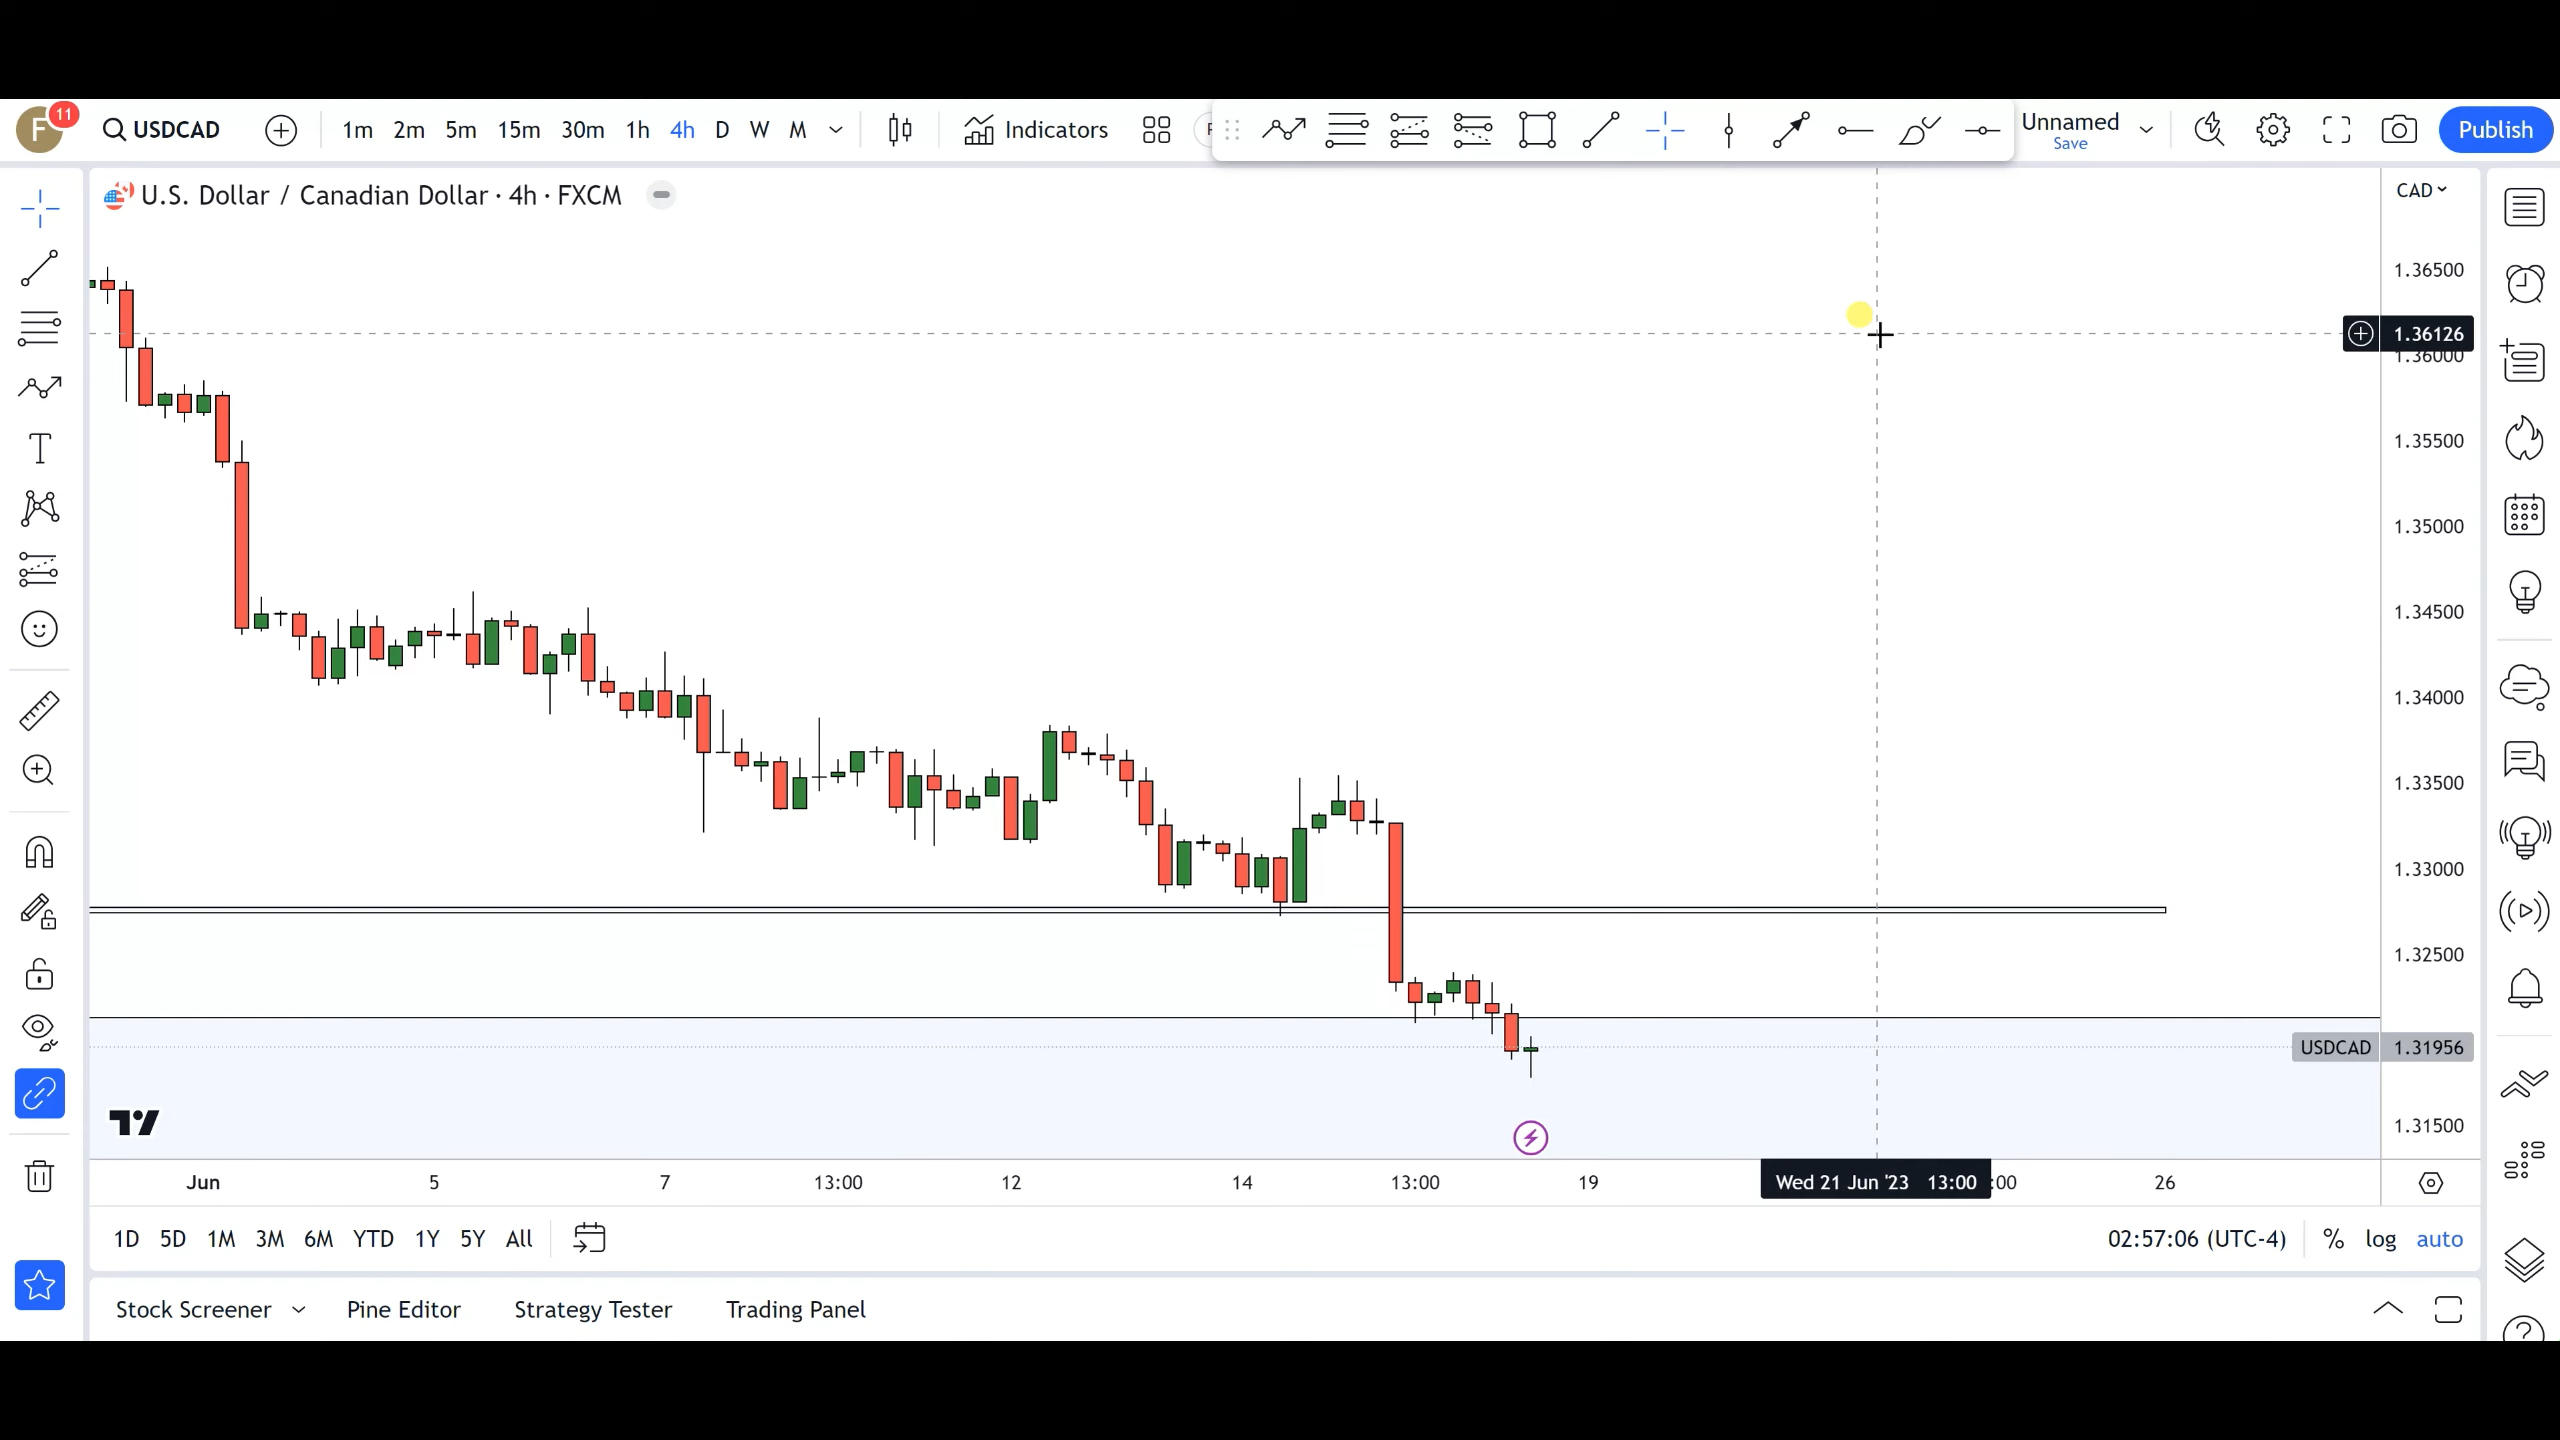 F 11 USDCAD 1m 2m 5m 15m 30m 1h 4h D W M Indicators Unnamed Save Publish
U.S. Dollar / Canadian Dollar · 4h · FXCM
CAD
1.36500
1.36126
1.36000
1.35500
1.35000
1.34500
1.34000
1.33500
1.33000
1.32500
USDCAD 1.31956
1.31500
Jun 5 7 13:00 12 14 13:00 19 Wed 21 Jun '23 13:00 :00 26
1D 5D 1M 3M 6M YTD 1Y 5Y All 02:57:06 (UTC-4) % log auto
Stock Screener Pine Editor Strategy Tester Trading Panel